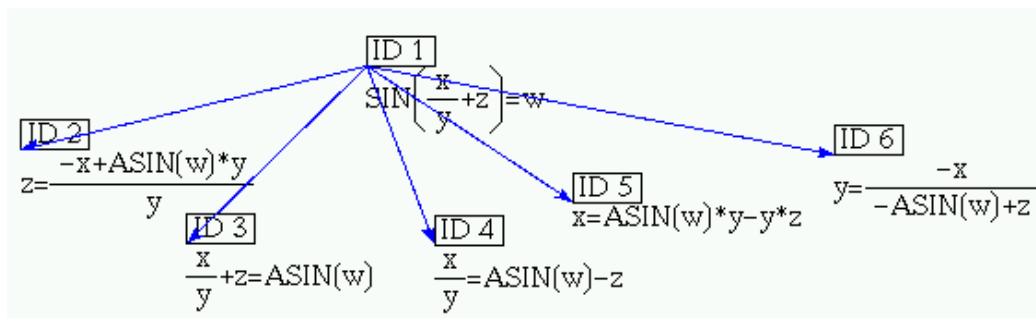 ID 1
SIN(x/y+z)=w
ID 2
z=(-x+ASIN(w)*y)/y
ID 3
x/y+z=ASIN(w)
ID 4
x/y=ASIN(w)-z
ID 5
x=ASIN(w)*y-y*z
ID 6
y=-x/(-ASIN(w)+z)